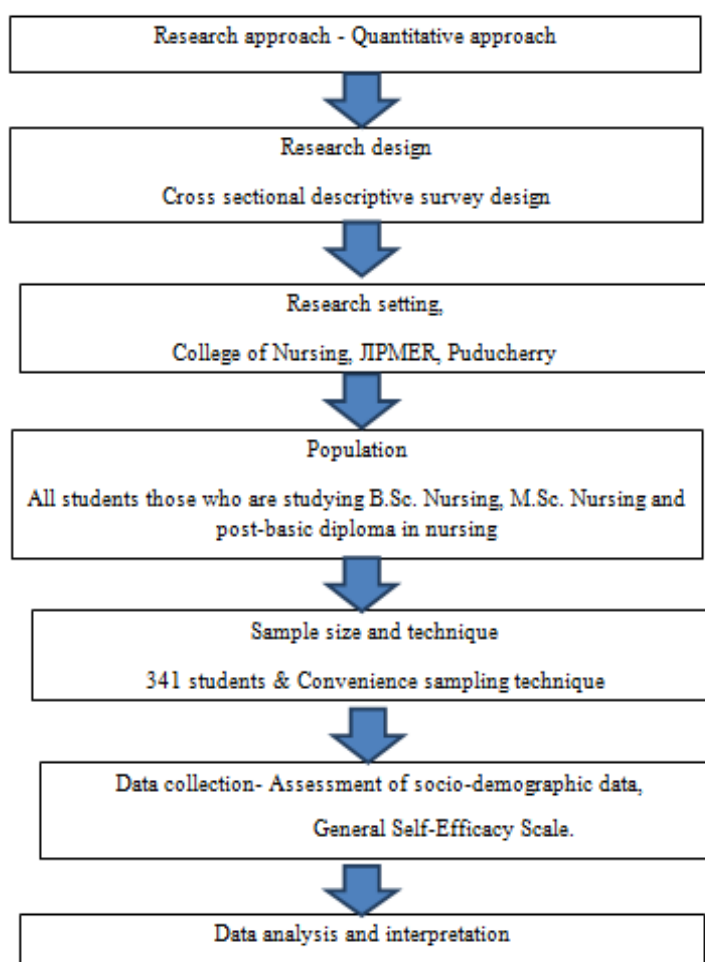 Research approach - Quantitative approach
Research design
Cross sectional descriptive survey design
Research setting,
College of Nursing, JIPMER, Puducherry
Population
All students those who are studying B.Sc. Nursing, M.Sc. Nursing and
post-basic diploma in nursing
Sample size and technique
341 students & Convenience sampling technique
Data collection- Assessment of socio-demographic data,
General Self-Efficacy Scale.
Data analysis and interpretation